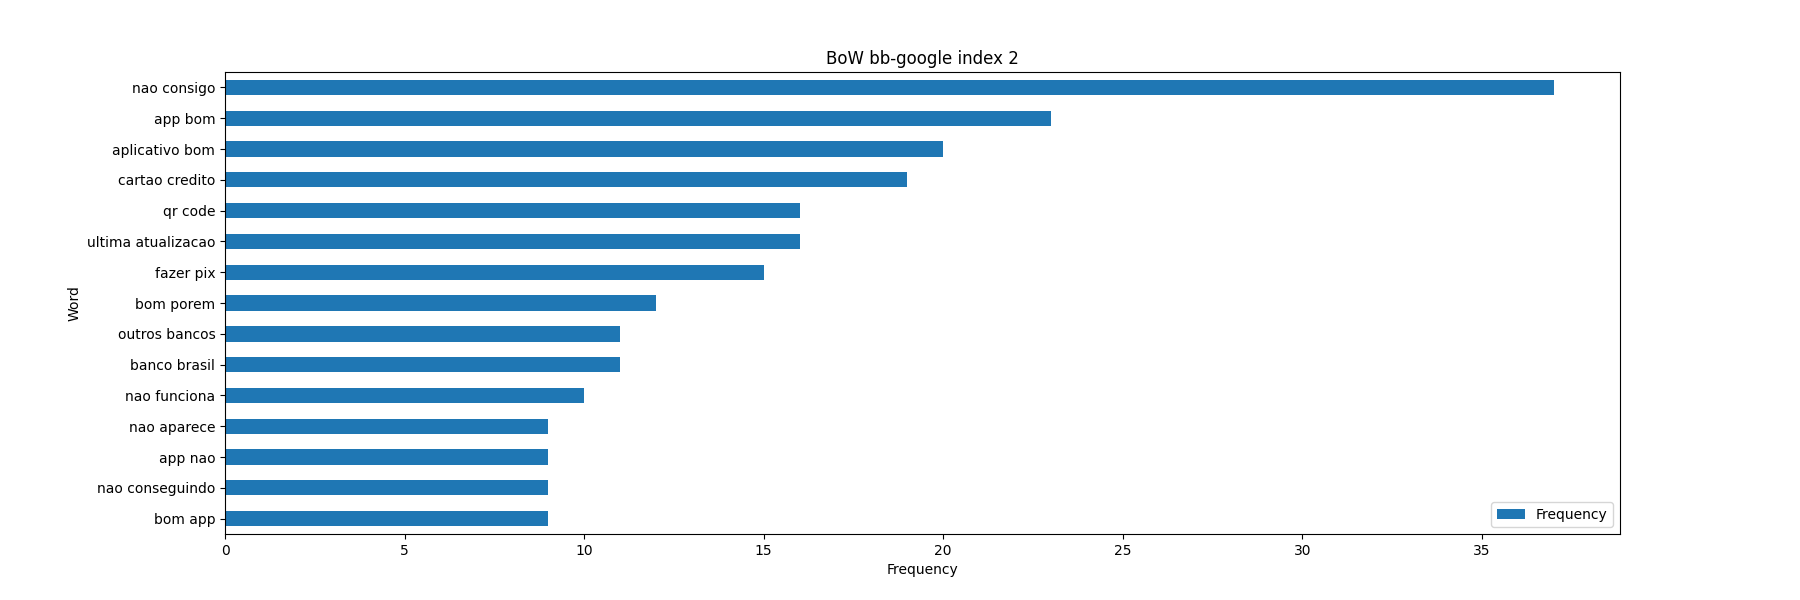 BoW bb-google index 2
nao consigo
app bom
aplicativo bom
cartao credito
qr code
ultima atualizacao
fazer pix
bom porem
outros bancos
banco brasil
nao funciona
nao aparece
app nao
nao conseguindo
bom app
Word
Frequency
0 5 10 15 20 25 30 35
Frequency